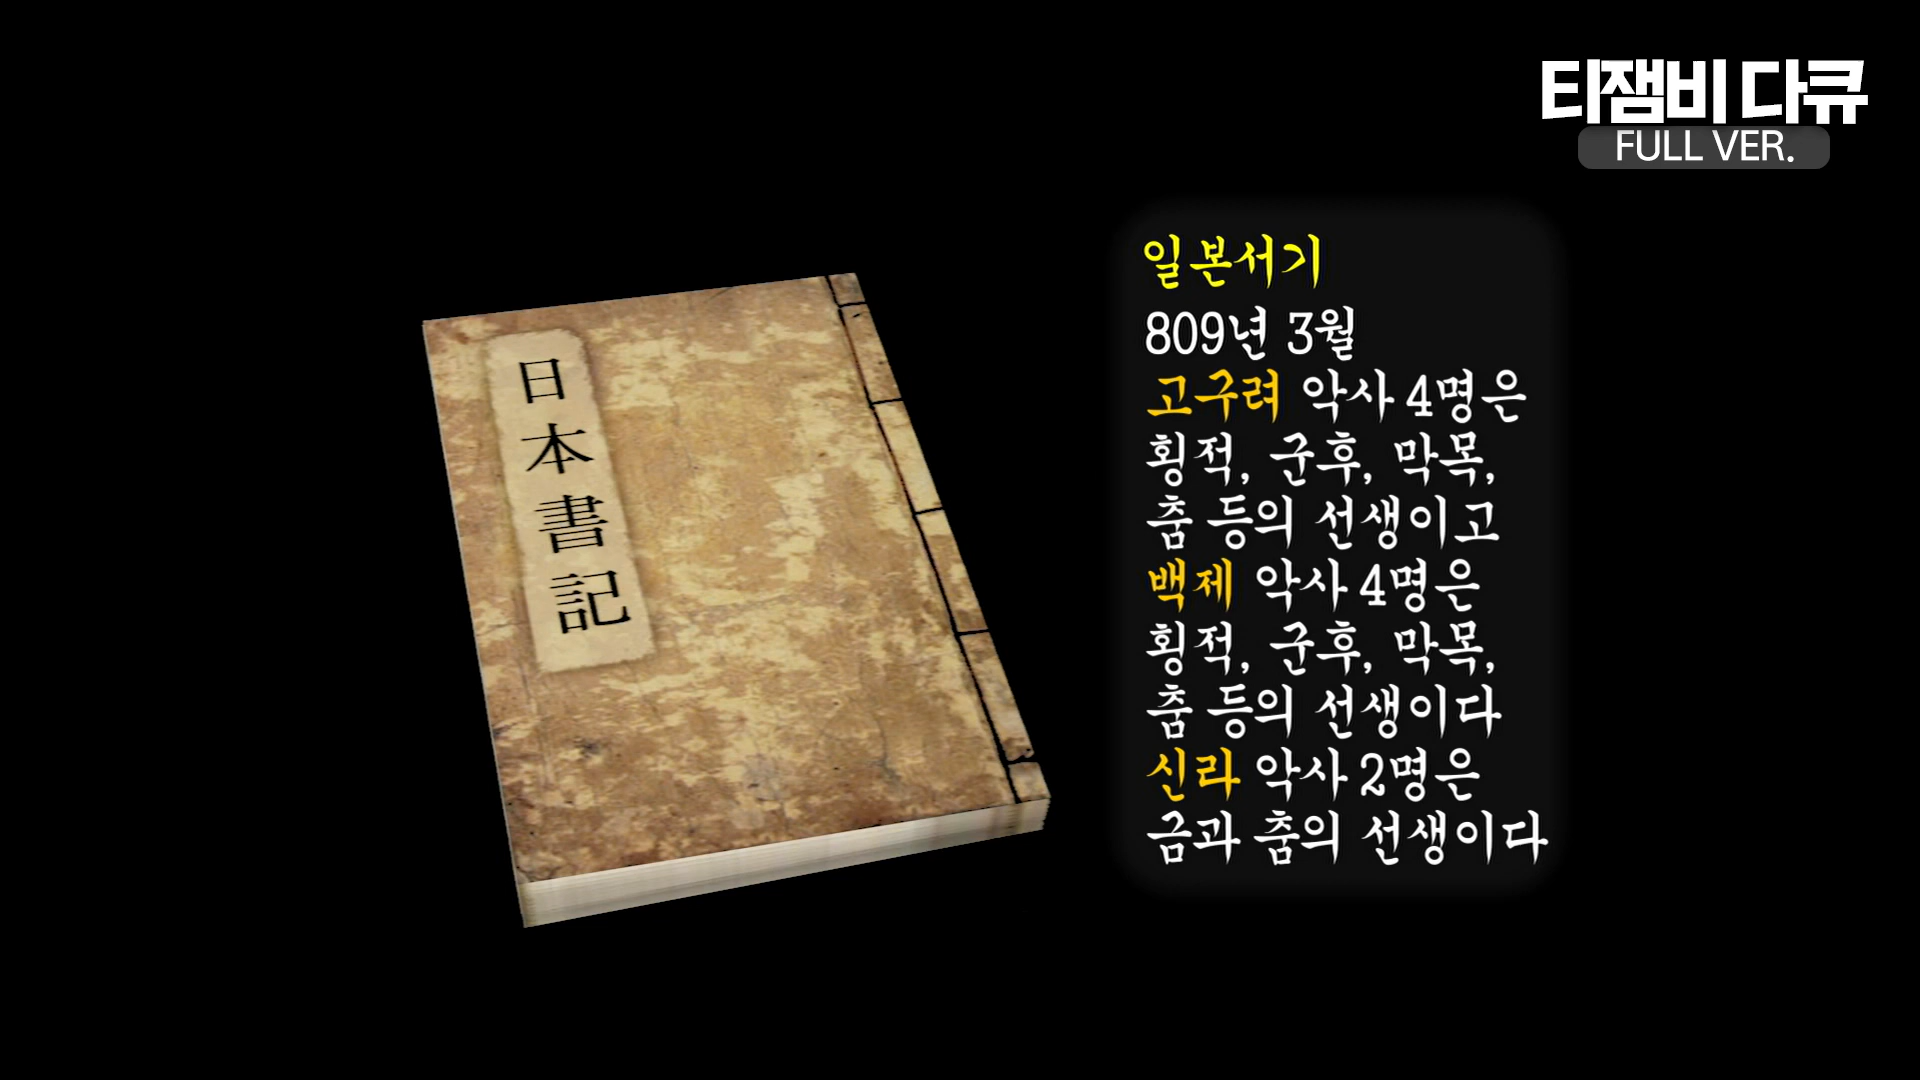 티잼비 다큐
FULL VER.
日本書記
일본서기
809년 3월
고구려 악사 4명은
횡적, 군후, 막목,
춤 등의 선생이고
백제 악사 4명은
횡적, 군후, 막목,
춤 등의 선생이다
신라 악사 2명은
금과 춤의 선생이다